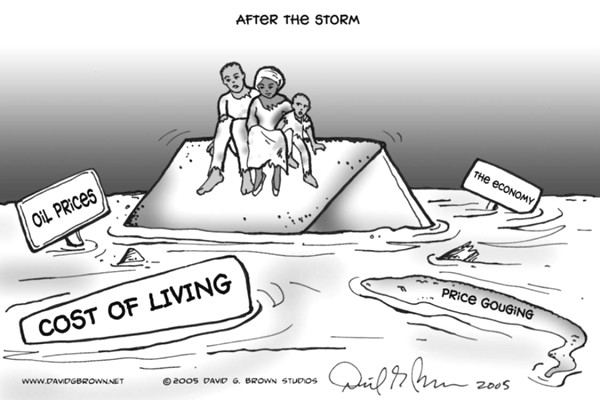 AFTER THE STORM
OIL PRICES
THE ECONOMY
COST OF LIVING
PRICE GOUGING
WWW.DAVIDGBROWN.NET
© 2005 DAVID G. BROWN STUDIOS
2005